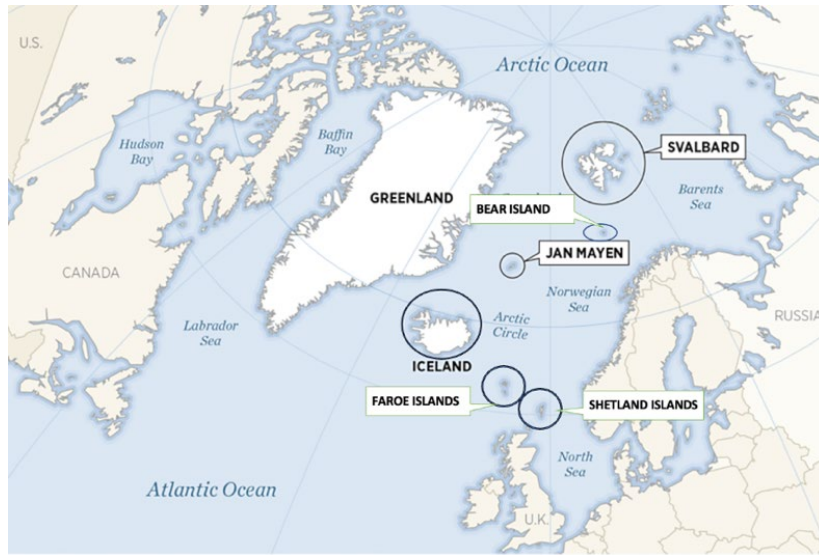 U.S.
Arctic Ocean
Hudson
Bay
Baffin
Bay
SVALBARD
GREENLAND
BEAR ISLAND
Barents
Sea
JAN MAYEN
CANADA
Norwegian
Sea
Labrador
Sea
Arctic
Circle
RUSSIA
ICELAND
FAROE ISLANDS
SHETLAND ISLANDS
North
Sea
Atlantic Ocean
U.K.